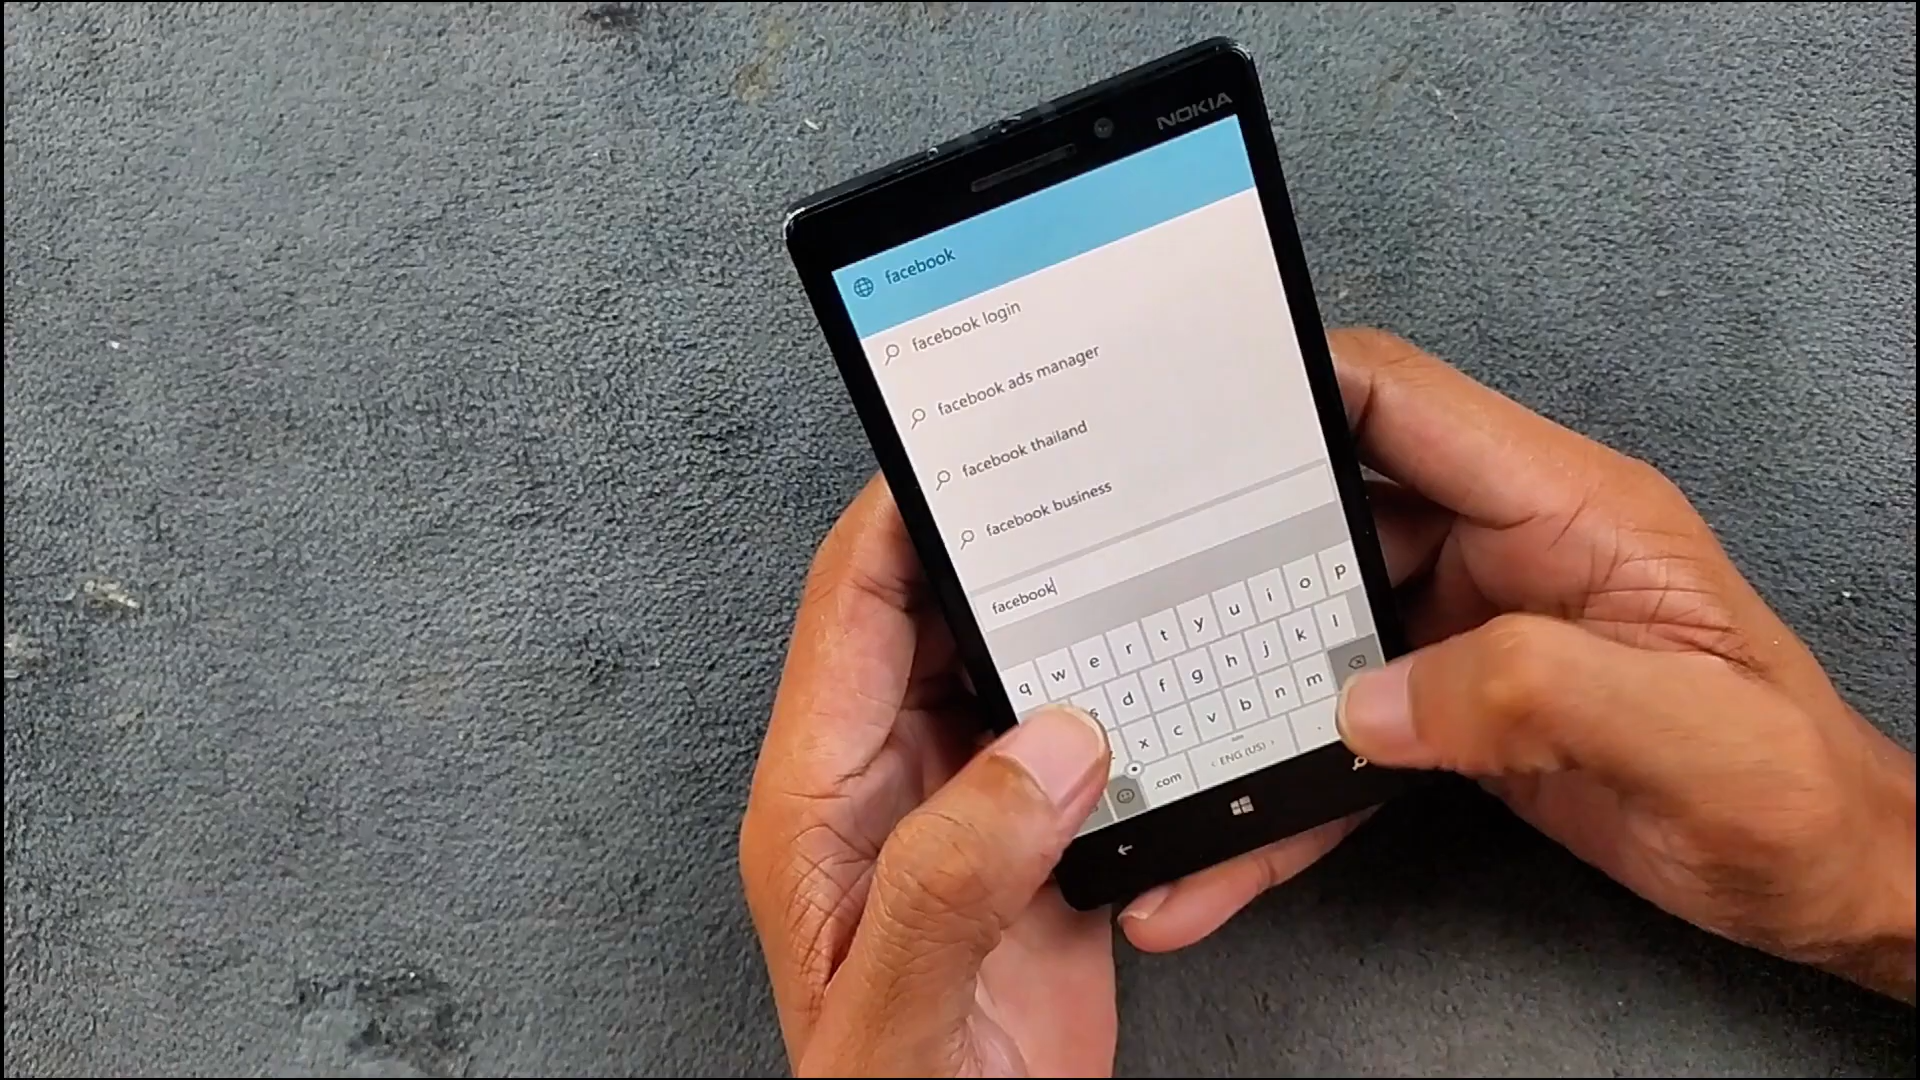 NOKIA
facebook
facebook login
facebook ads manager
facebook thailand
facebook business
facebook
q w e r t y u i o p
s d f g h j k l
x c v b n m
.com ENG (US) .